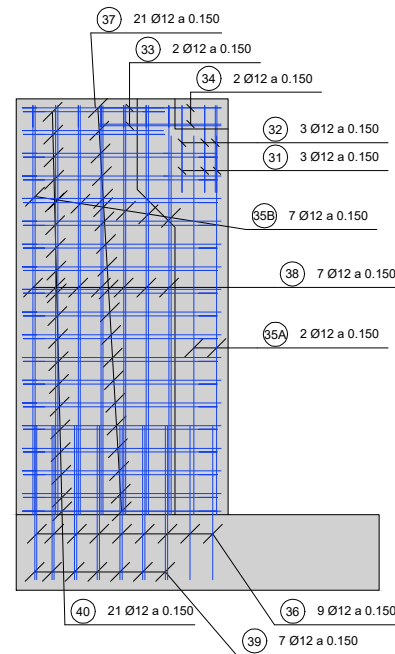 37 21 Ø12 a 0.150
33 2 Ø12 a 0.150
34 2 Ø12 a 0.150
32 3 Ø12 a 0.150
31 3 Ø12 a 0.150
35B 7 Ø12 a 0.150
38 7 Ø12 a 0.150
35A 2 Ø12 a 0.150
40 21 Ø12 a 0.150
36 9 Ø12 a 0.150
39 7 Ø12 a 0.150